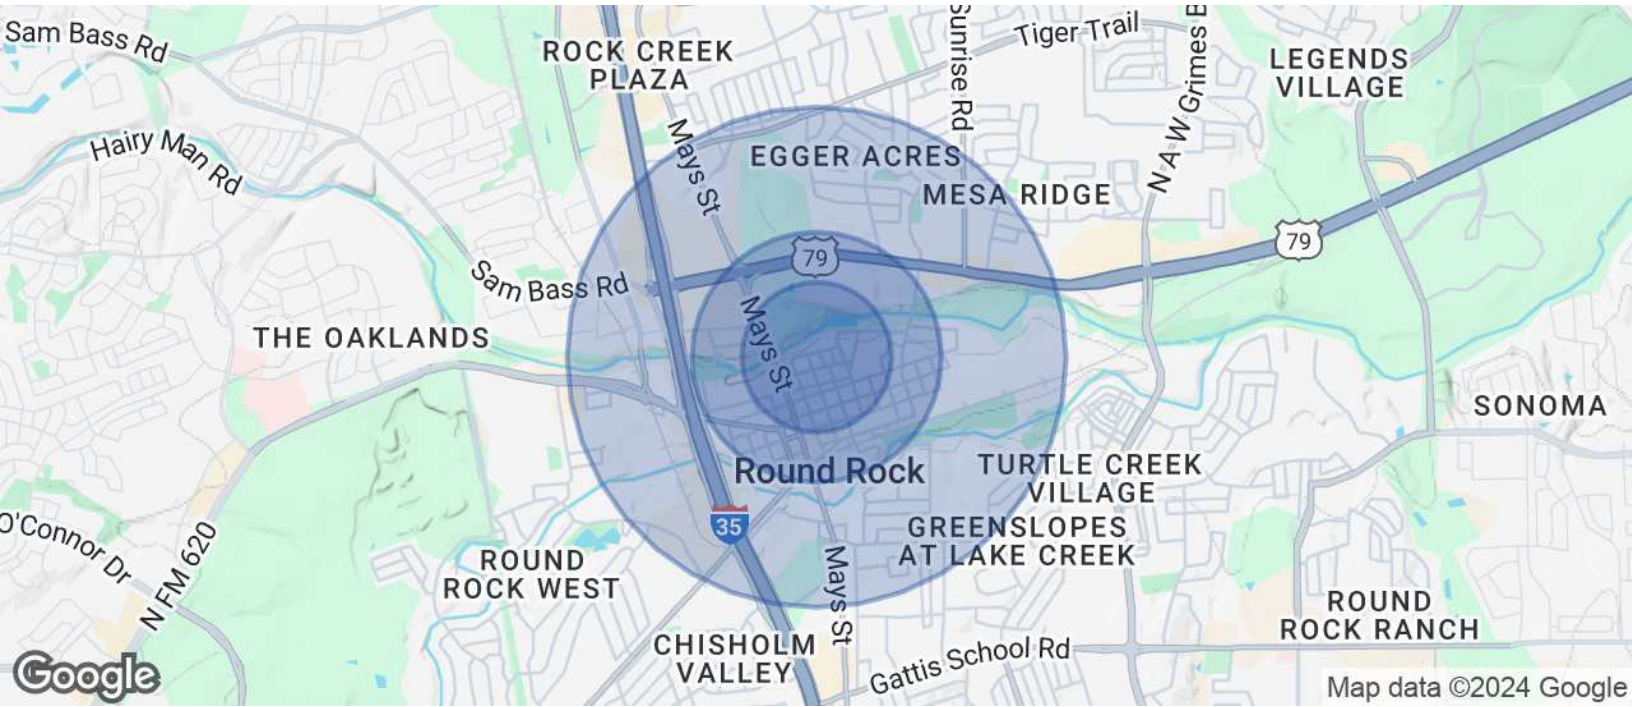 Sam Bass Rd
ROCK CREEK
PLAZA
Sunrise Rd
Tiger Trail
N A W Grimes B
LEGENDS
VILLAGE
Hairy Man Rd
Mays St
EGGER ACRES
MESA RIDGE
79
79
Sam Bass Rd
THE OAKLANDS
Mays St
SONOMA
Round Rock
TURTLE CREEK
VILLAGE
35
GREENSLOPES
AT LAKE CREEK
O'Connor Dr
N FM 620
ROUND
ROCK WEST
Mays St
ROUND
ROCK RANCH
CHISHOLM
VALLEY
Gattis School Rd
Google
Map data ©2024 Google